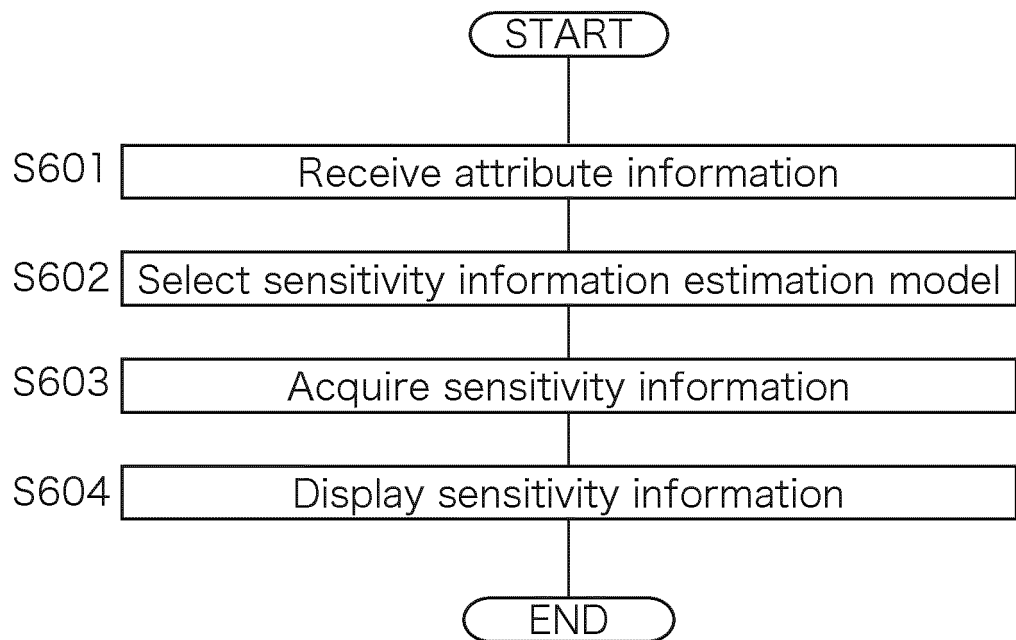 START
S601 Receive attribute information
S602 Select sensitivity information estimation model
S603 Acquire sensitivity information
S604 Display sensitivity information
END